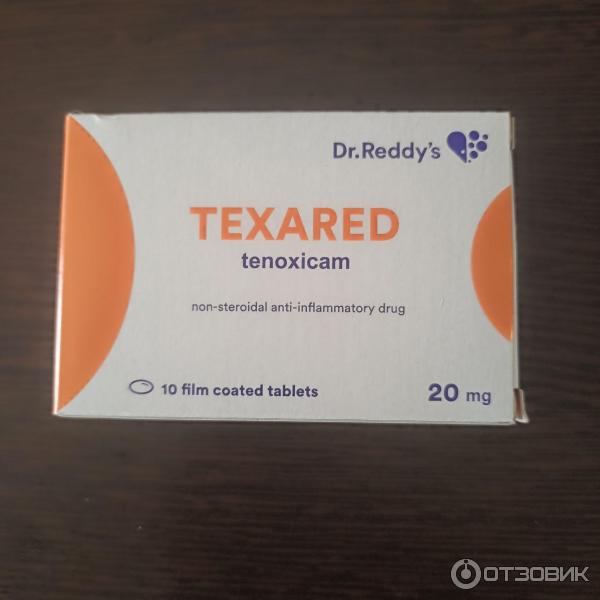 Dr.Reddy's
TEXARED
tenoxicam
non-steroidal anti-inflammatory drug
10 film coated tablets
20 mg
ОТЗОВИК